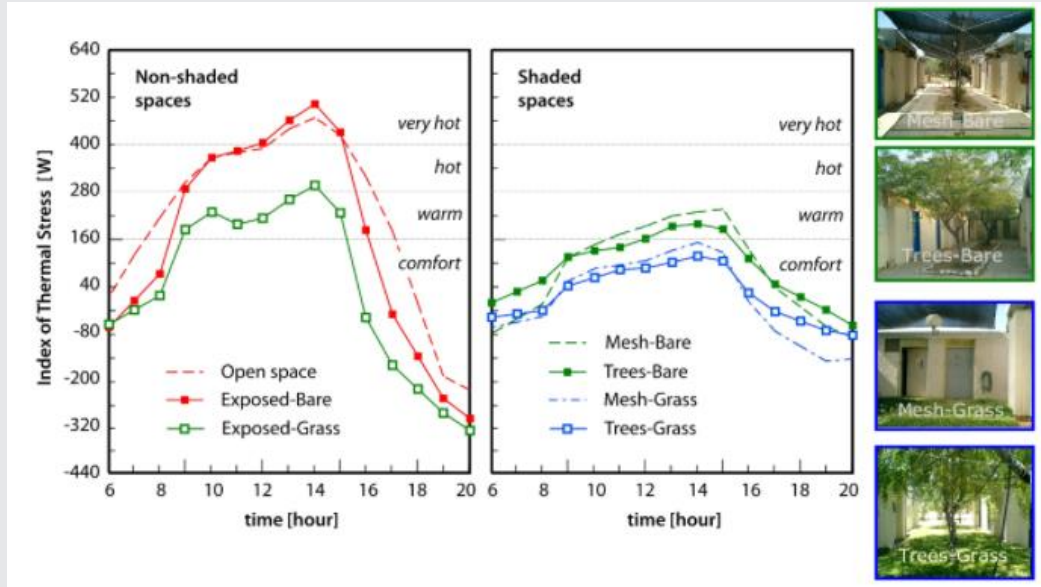 Index of Thermal Stress [W]
640
520
400
280
160
40
-80
-200
-320
-440
Non-shaded
spaces
very hot
hot
warm
comfort
Open space
Exposed-Bare
Exposed-Grass
6 8 10 12 14 16 18 20
time [hour]
Shaded
spaces
very hot
hot
warm
comfort
Mesh-Bare
Trees-Bare
Mesh-Grass
Trees-Grass
6 8 10 12 14 16 18 20
time [hour]
Mesh-Bare
Trees-Bare
Mesh-Grass
Trees-Grass